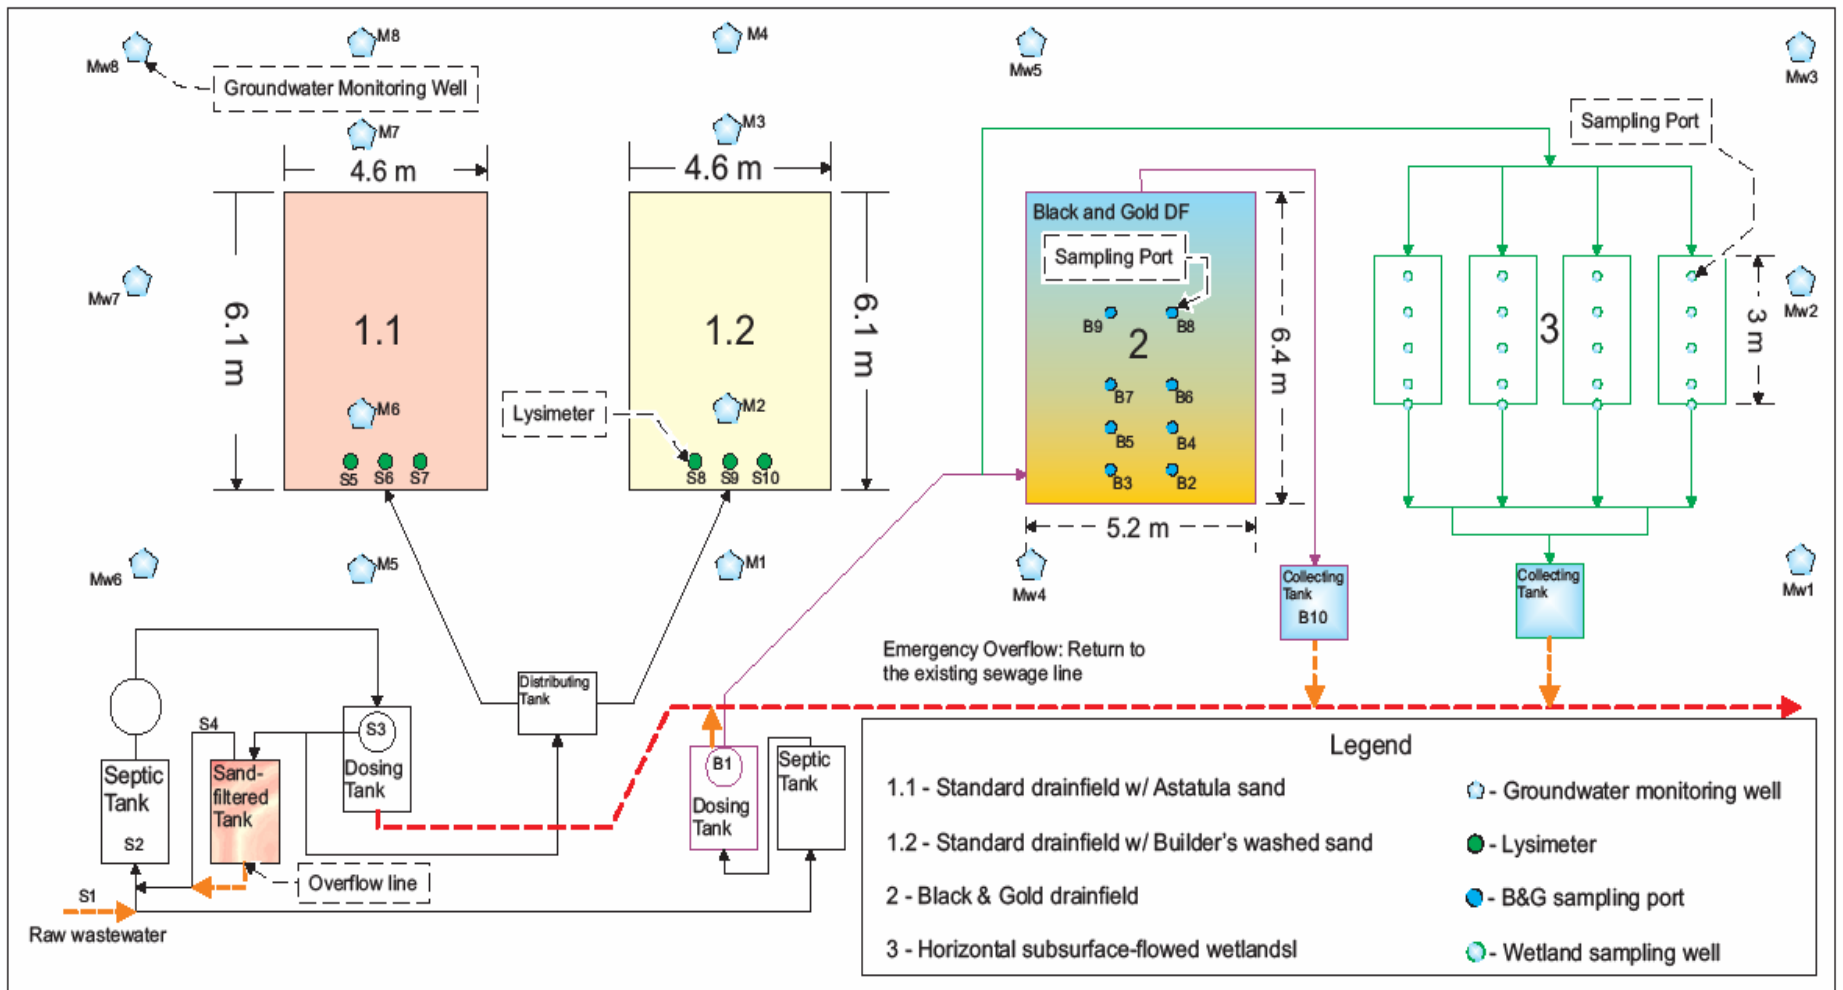 M8
M4
Mw8
Mw5
Mw3
Groundwater Monitoring Well
Sampling Port
M7
M3
4.6 m
4.6 m
Black and Gold DF
Sampling Port
Mw7
6.1 m
1.1
1.2
6.1 m
B9
B8
2
6.4 m
3
3 m
Mw2
M6
Lysimeter
M2
B7
B6
B5
B4
S5
S6
S7
S8
S9
S10
B3
B2
5.2 m
Mw6
M5
M1
Mw4
Collecting
Tank
B10
Collecting
Tank
Mw1
Emergency Overflow: Return to
the existing sewage line
Distributing
Tank
S4
S3
Dosing
Tank
Septic
Tank
S2
Sand-
filtered
Tank
B1
Dosing
Tank
Septic
Tank
Overflow line
S1
Raw wastewater
Legend
1.1 - Standard drainfield w/ Astatula sand
- Groundwater monitoring well
1.2 - Standard drainfield w/ Builder's washed sand
- Lysimeter
2 - Black & Gold drainfield
- B&G sampling port
3 - Horizontal subsurface-flowed wetlandsl
- Wetland sampling well